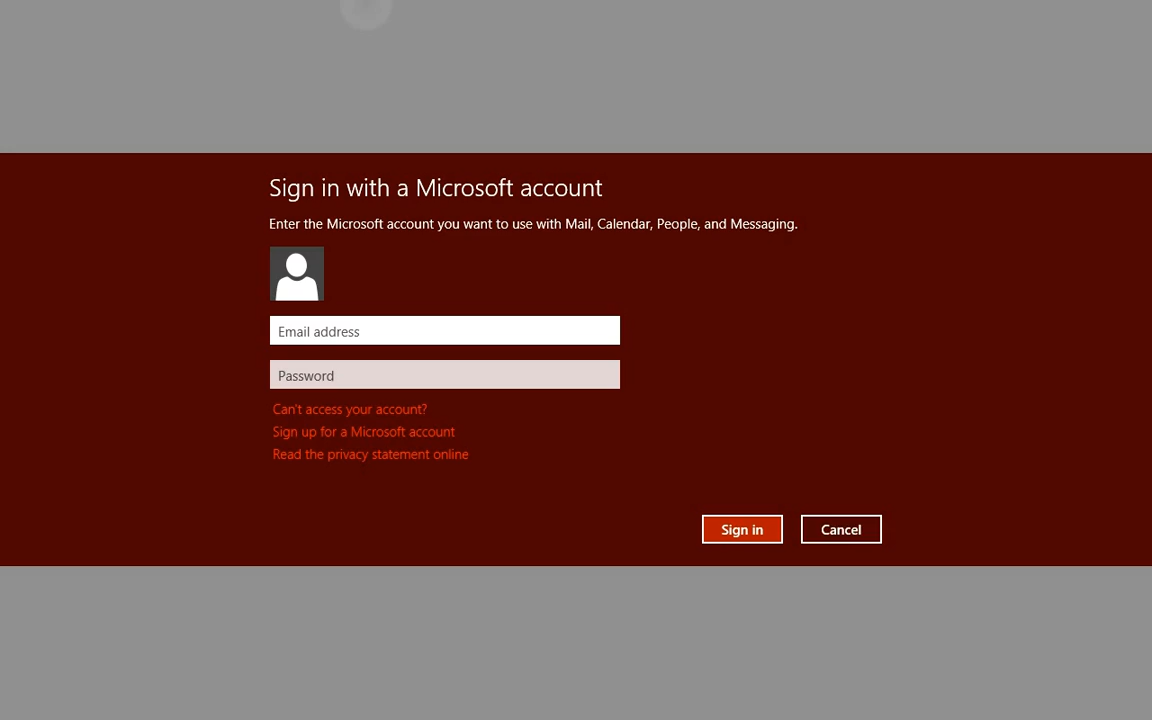 Sign in with a Microsoft account
Enter the Microsoft account you want to use with Mail, Calendar, People, and Messaging.
Email address
Password
Can't access your account?
Sign up for a Microsoft account
Read the privacy statement online
Sign in
Cancel